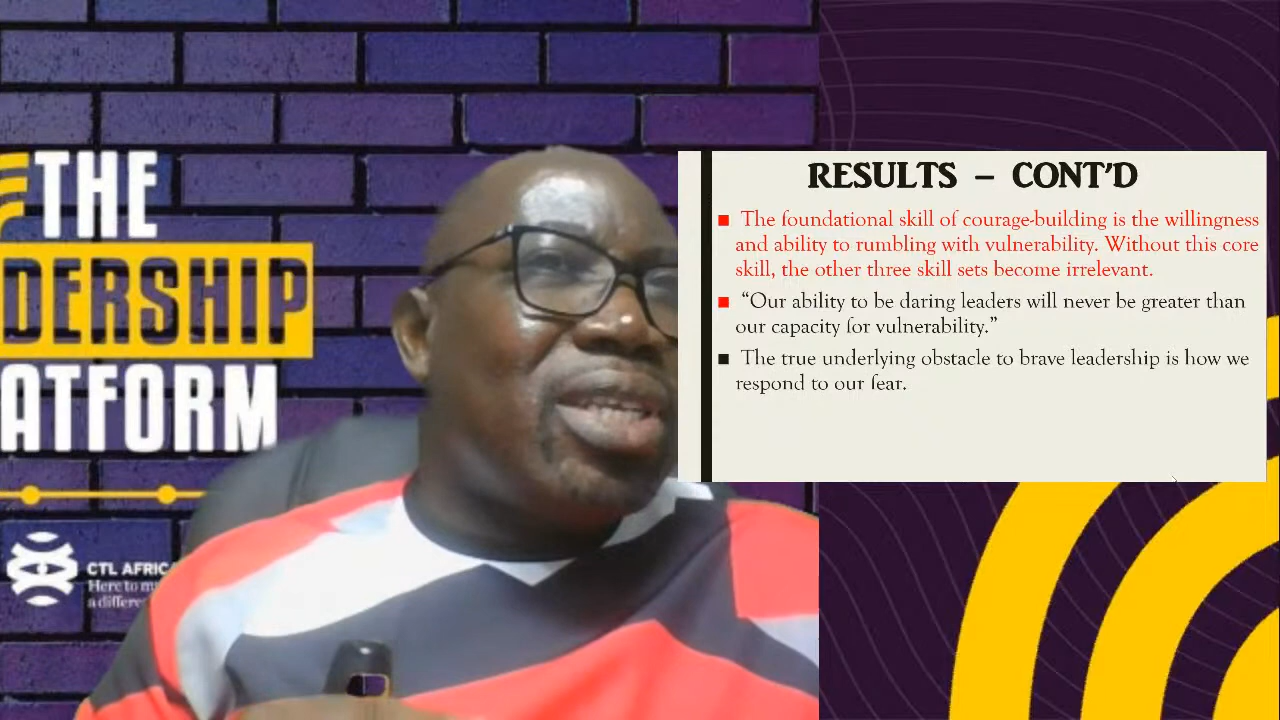 THE
DERSHIP
ATFORM
CTL AFRIC
Here to m
a differe
RESULTS – CONT'D
■ The foundational skill of courage-building is the willingness
and ability to rumbling with vulnerability. Without this core
skill, the other three skill sets become irrelevant.
■ “Our ability to be daring leaders will never be greater than
our capacity for vulnerability.”
■ The true underlying obstacle to brave leadership is how we
respond to our fear.